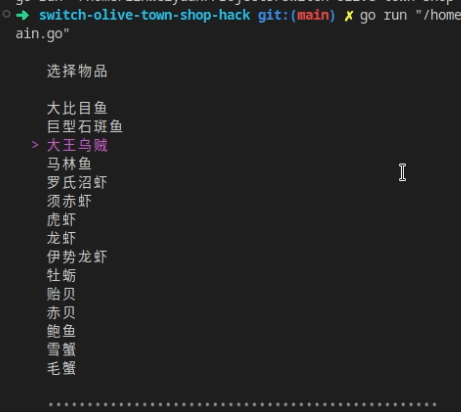 ➜ switch-olive-town-shop-hack git:(main) ✗ go run "/home
ain.go"
选择物品
大比目鱼
巨型石斑鱼
> 大王乌贼
马林鱼
罗氏沼虾
须赤虾
虎虾
龙虾
伊势龙虾
牡蛎
贻贝
赤贝
鲍鱼
雪蟹
毛蟹